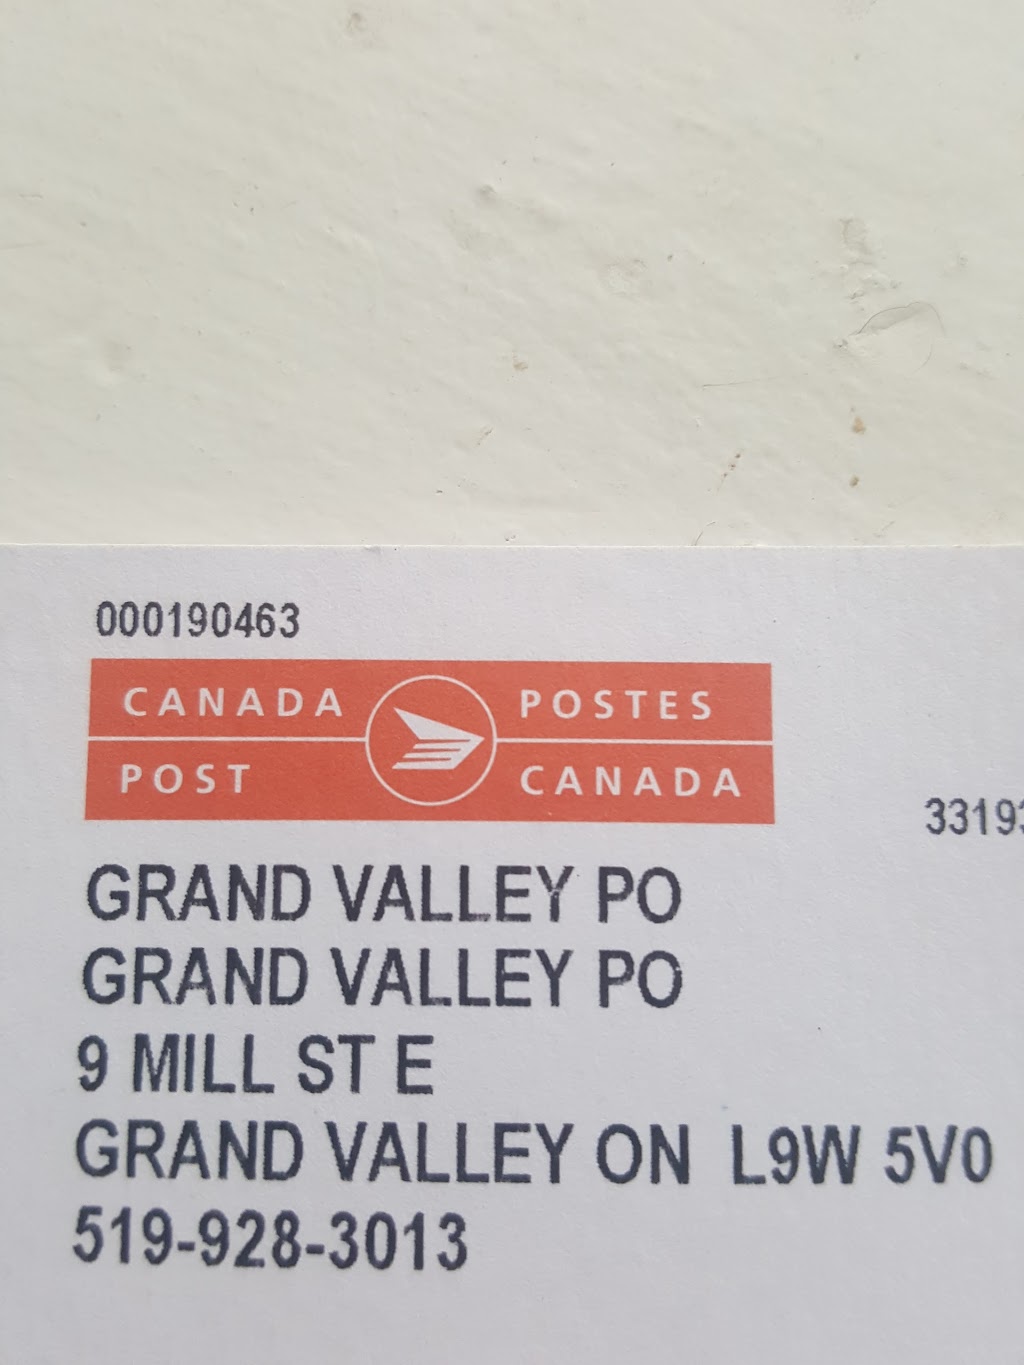 000190463
CANADA POSTES
POST CANADA
GRAND VALLEY PO
GRAND VALLEY PO
9 MILL ST E
GRAND VALLEY ON L9W 5V0
519-928-3013